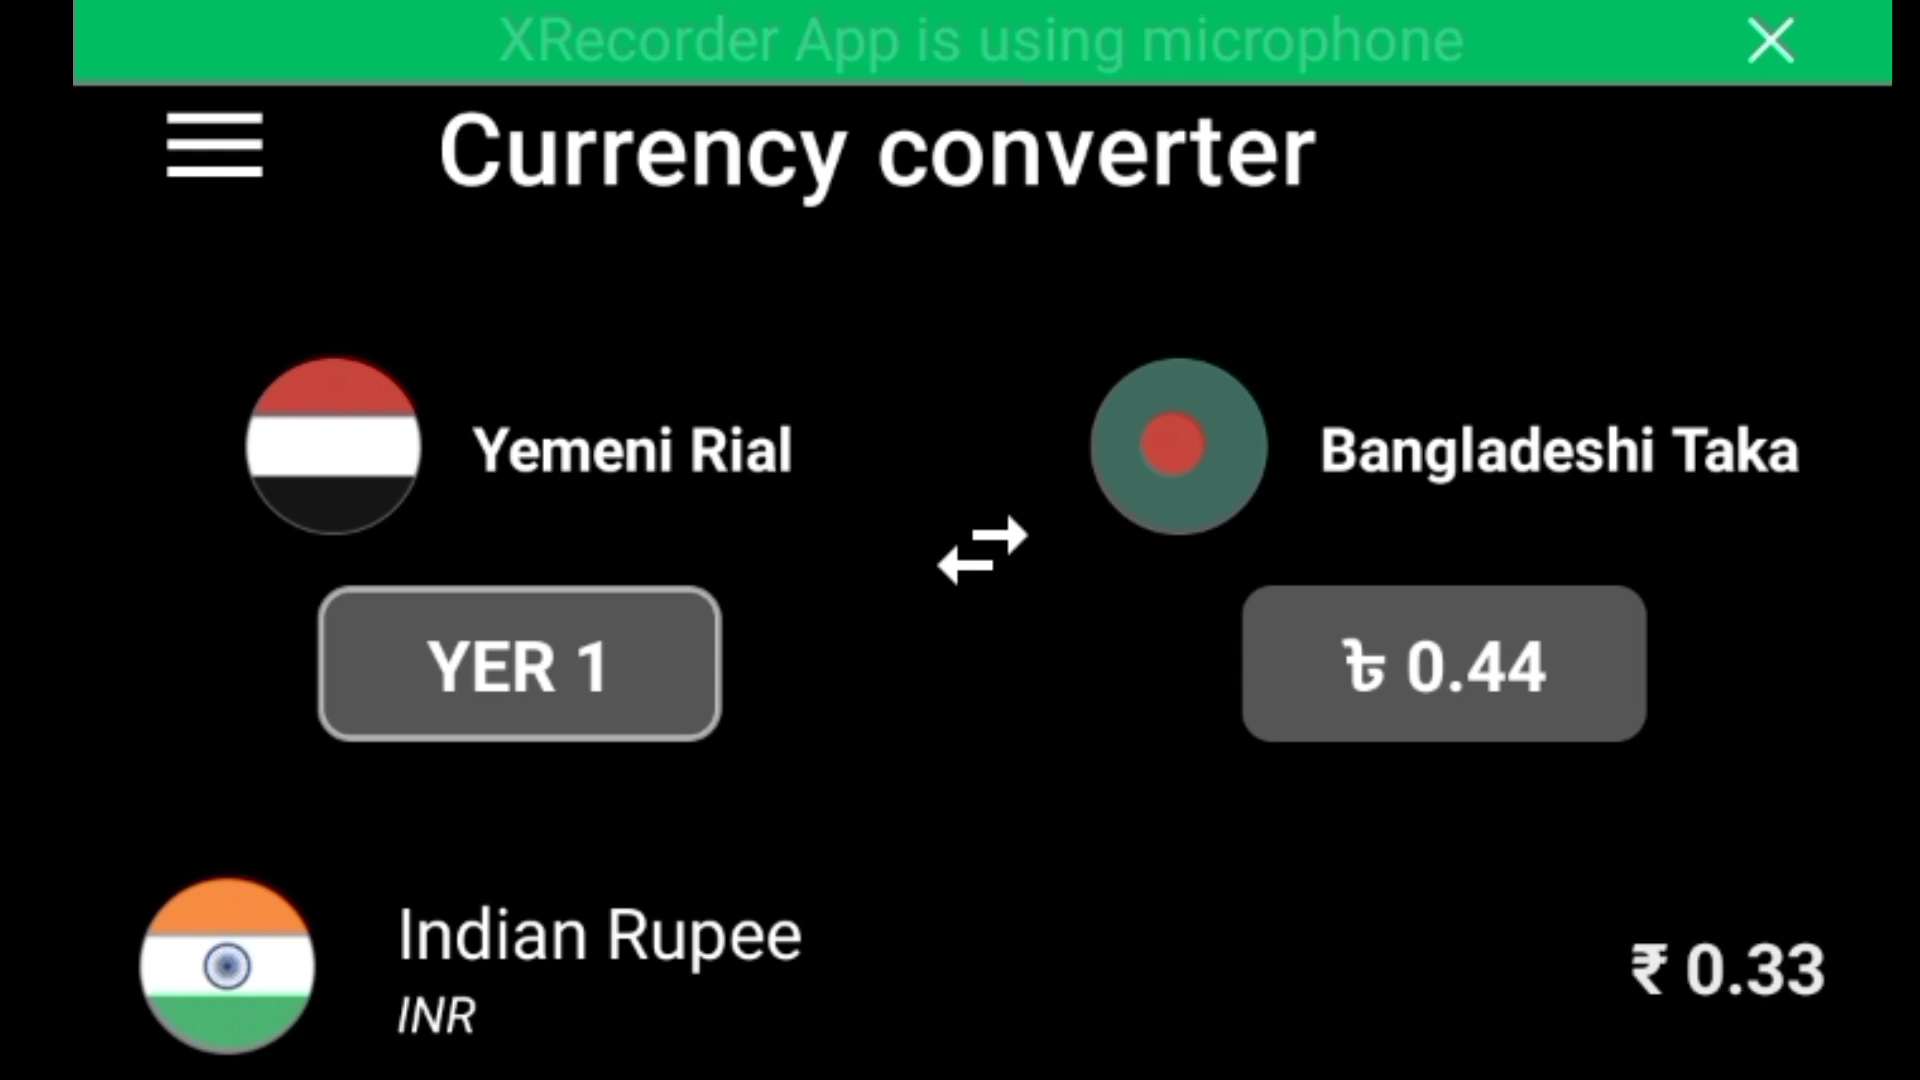 XRecorder App is using microphone
Currency converter
Yemeni Rial
Bangladeshi Taka
YER 1
৳ 0.44
Indian Rupee
INR
₹ 0.33